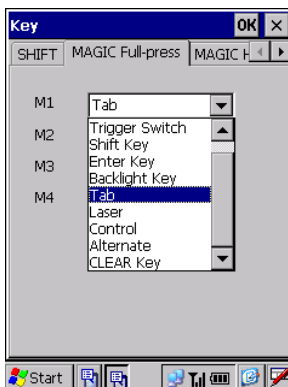 Key OK
SHIFT MAGIC Full-press MAGIC H
M1 Tab
M2 Trigger Switch
Shift Key
M3 Enter Key
Backlight Key
M4 Tab
Laser
Control
Alternate
CLEAR Key
Start